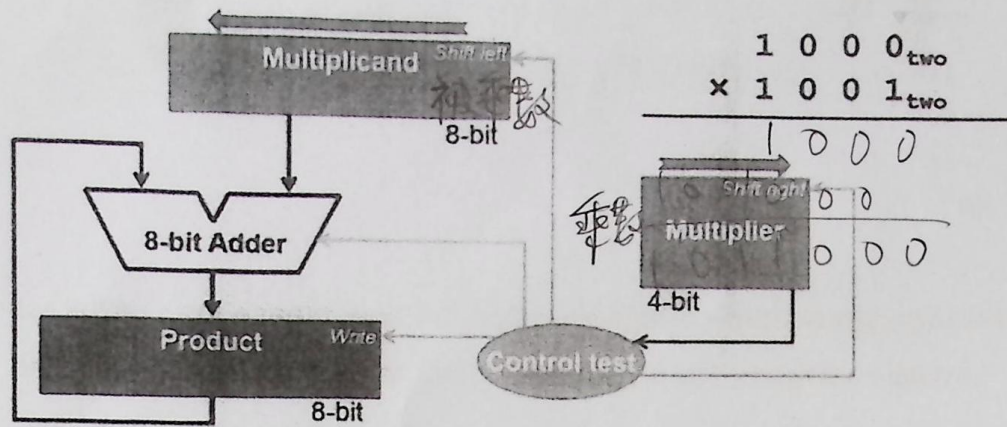 Multiplicand Shift left
被乘數
8-bit
8-bit Adder
Product Write
8-bit
Control test
1 0 0 0two
× 1 0 0 1two
1 0 0 0
Shift right
0 0
乘數
Multiplier
0 0 0
4-bit